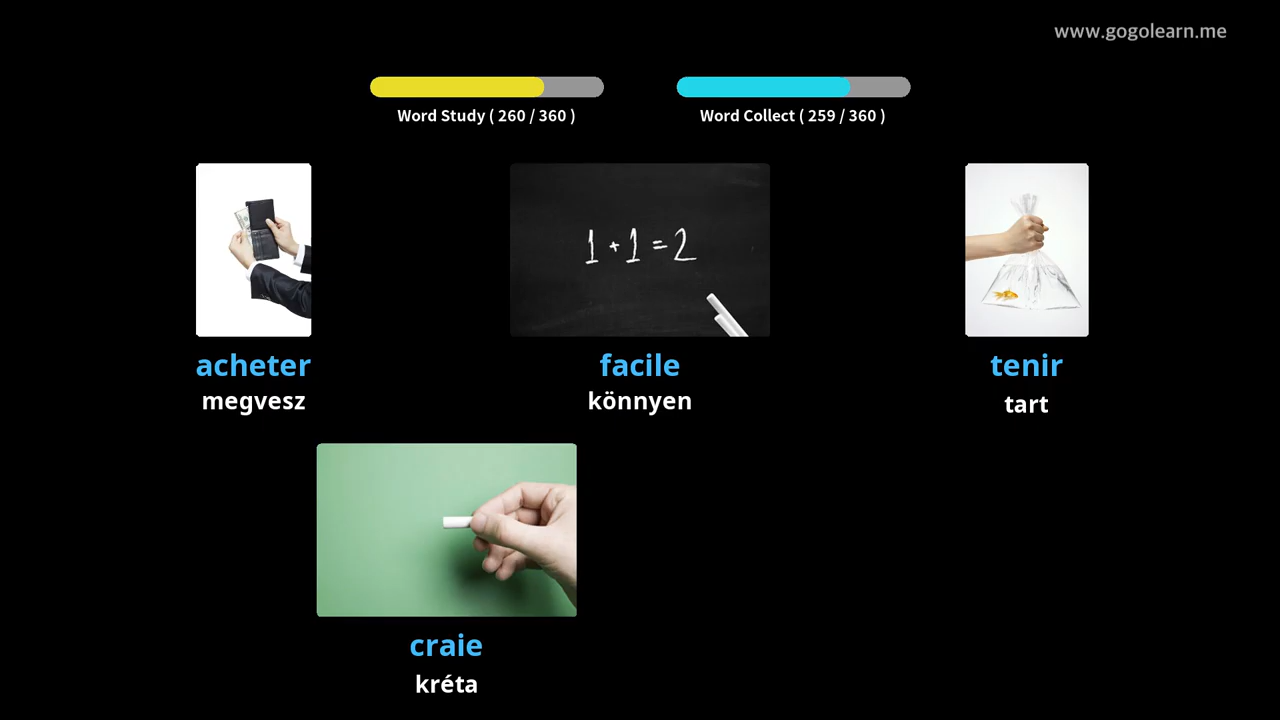 www.gogolearn.me
Word Study ( 260 / 360 )
Word Collect ( 259 / 360 )
1 + 1 = 2
acheter
facile
tenir
megvesz
könnyen
tart
craie
kréta